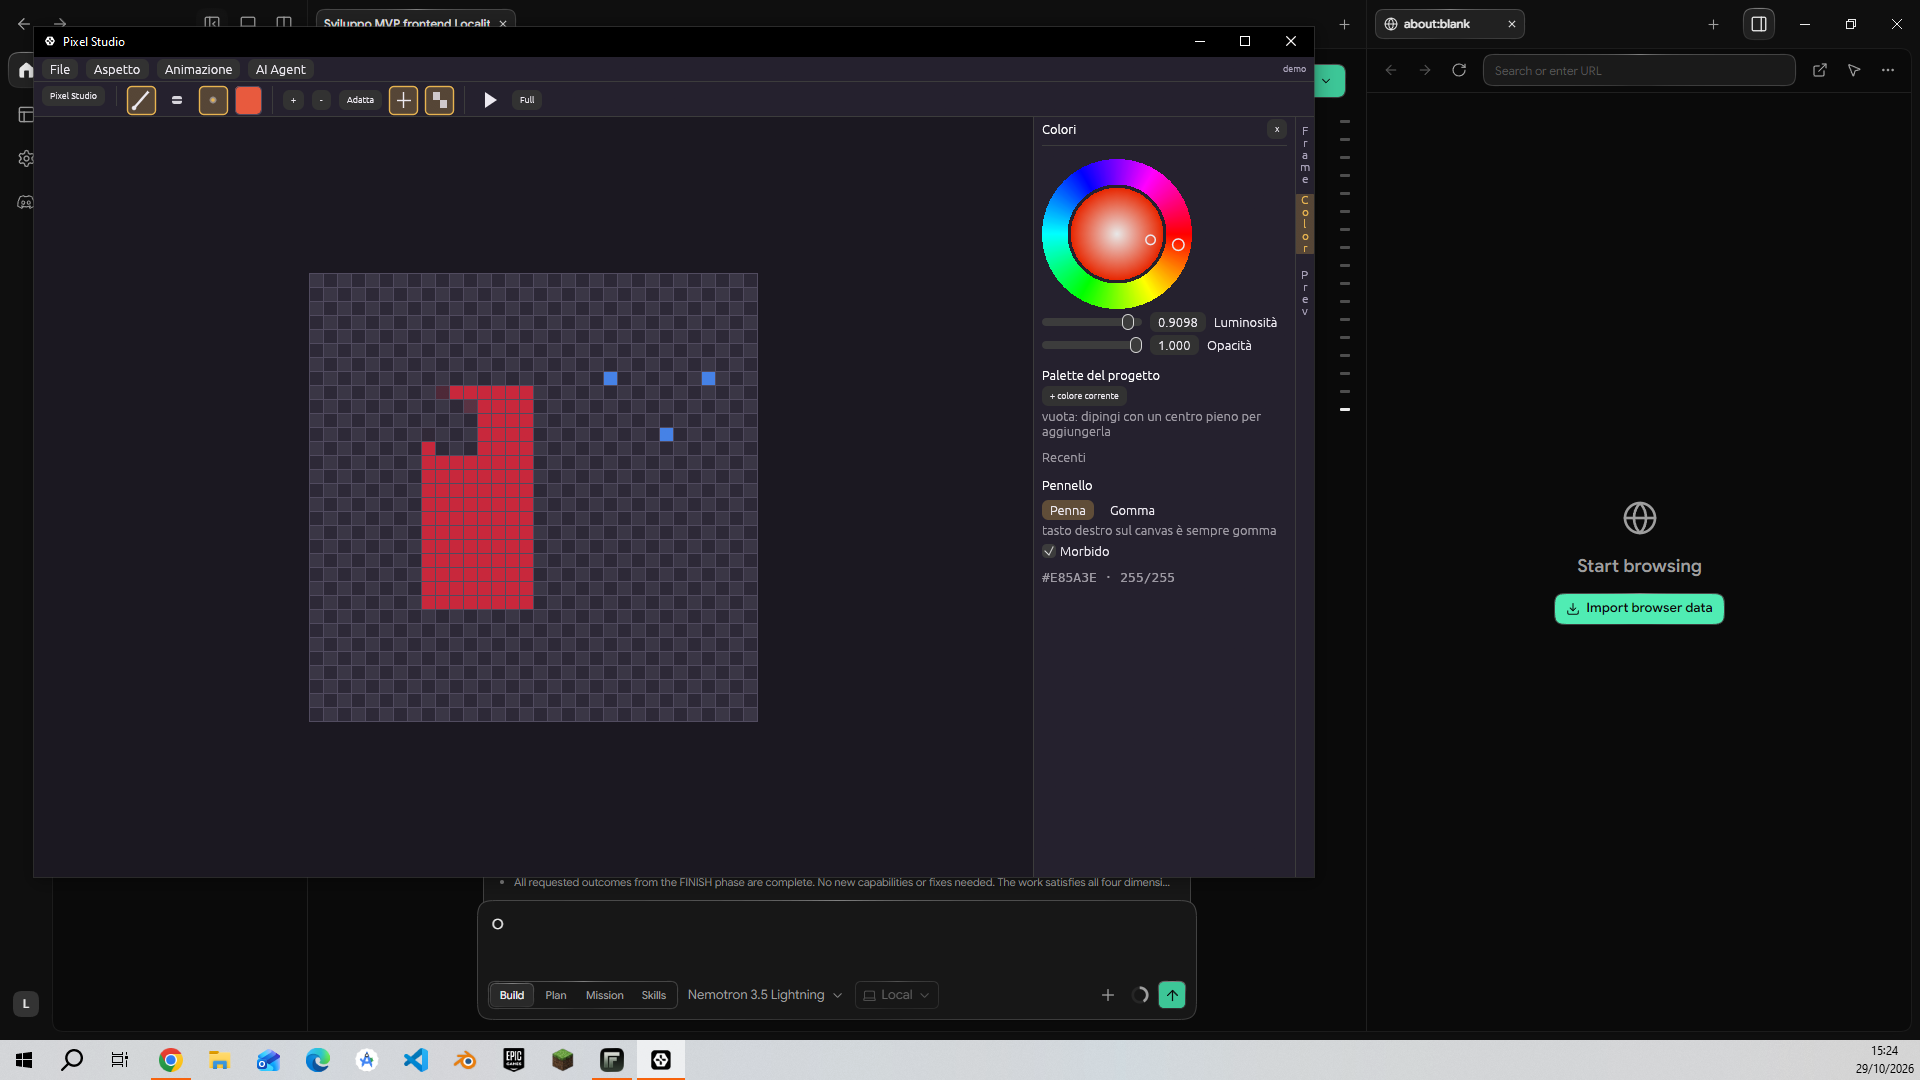 Sviluppo MVP frontend Localit
about:blank
Pixel Studio
File
Aspetto
Animazione
AI Agent
demo
Search or enter URL
Pixel Studio
+
-
Adatta
Full
Colori
x
Frame
Color
Prev
0.9098
Luminosità
1.000
Opacità
Palette del progetto
+ colore corrente
vuota: dipingi con un centro pieno per
aggiungerla
Recenti
Pennello
Penna
Gomma
tasto destro sul canvas è sempre gomma
Morbido
#E85A3E · 255/255
Start browsing
Import browser data
All requested outcomes from the FINISH phase are complete. No new capabilities or fixes needed. The work satisfies all four dimensi...
O
Build
Plan
Mission
Skills
Nemotron 3.5 Lightning
Local
L
EPIC GAMES
15:24
29/10/2026